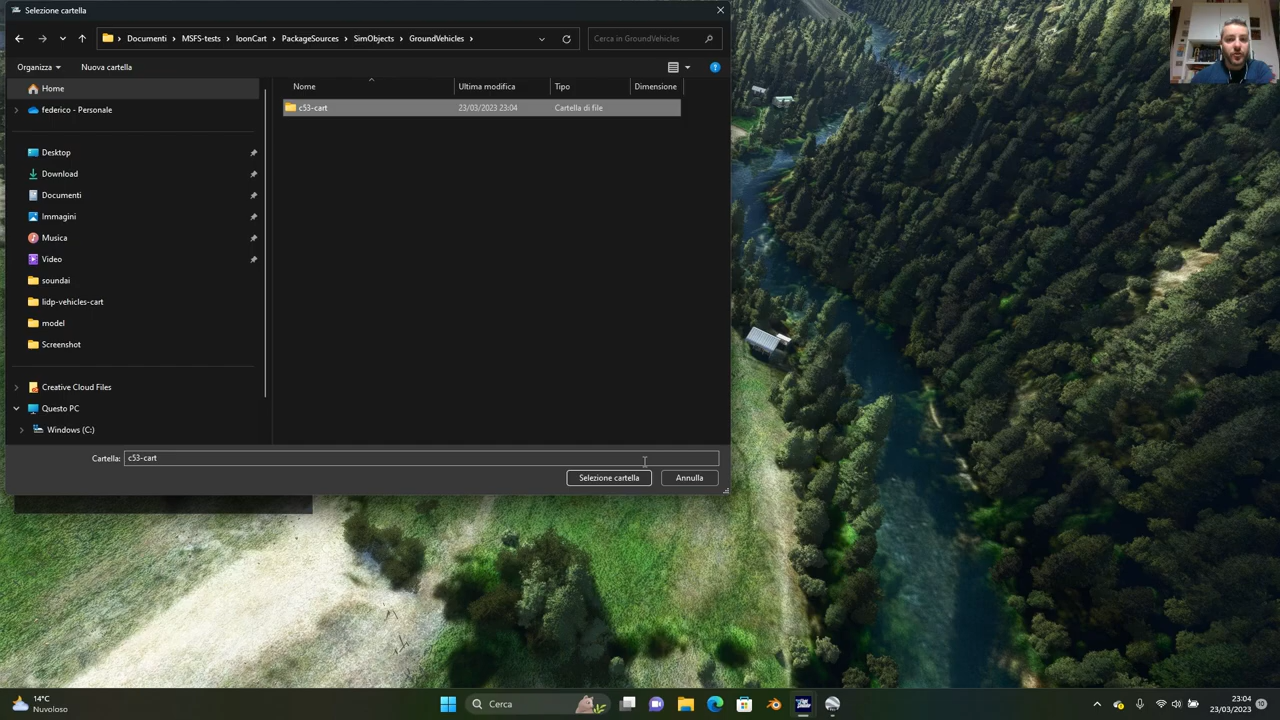 Selezione cartella
Documenti
MSFS-tests
IoonCart
PackageSources
SimObjects
GroundVehicles
Cerca in GroundVehicles
Organizza
Nuova cartella
Home
federico - Personale
Desktop
Download
Documenti
Immagini
Musica
Video
soundai
lidp-vehicles-cart
model
Screenshot
Creative Cloud Files
Questo PC
Windows (C:)
Nome
Ultima modifica
Tipo
Dimensione
c53-cart
23/03/2023 23:04
Cartella di file
Cartella:
c53-cart
Selezione cartella
Annulla
14°C
Nuvoloso
Cerca
23:04
23/03/2023